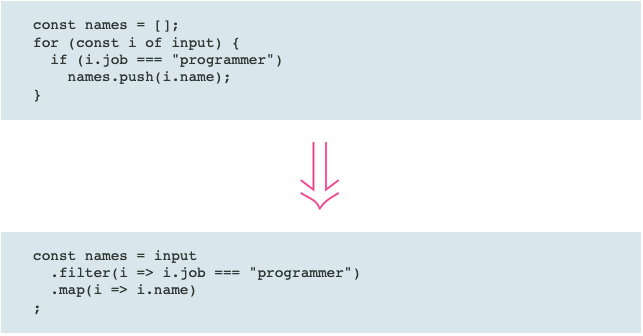 const names = [];
for (const i of input) {
  if (i.job === "programmer")
    names.push(i.name);
}
const names = input
  .filter(i => i.job === "programmer")
  .map(i => i.name)
;